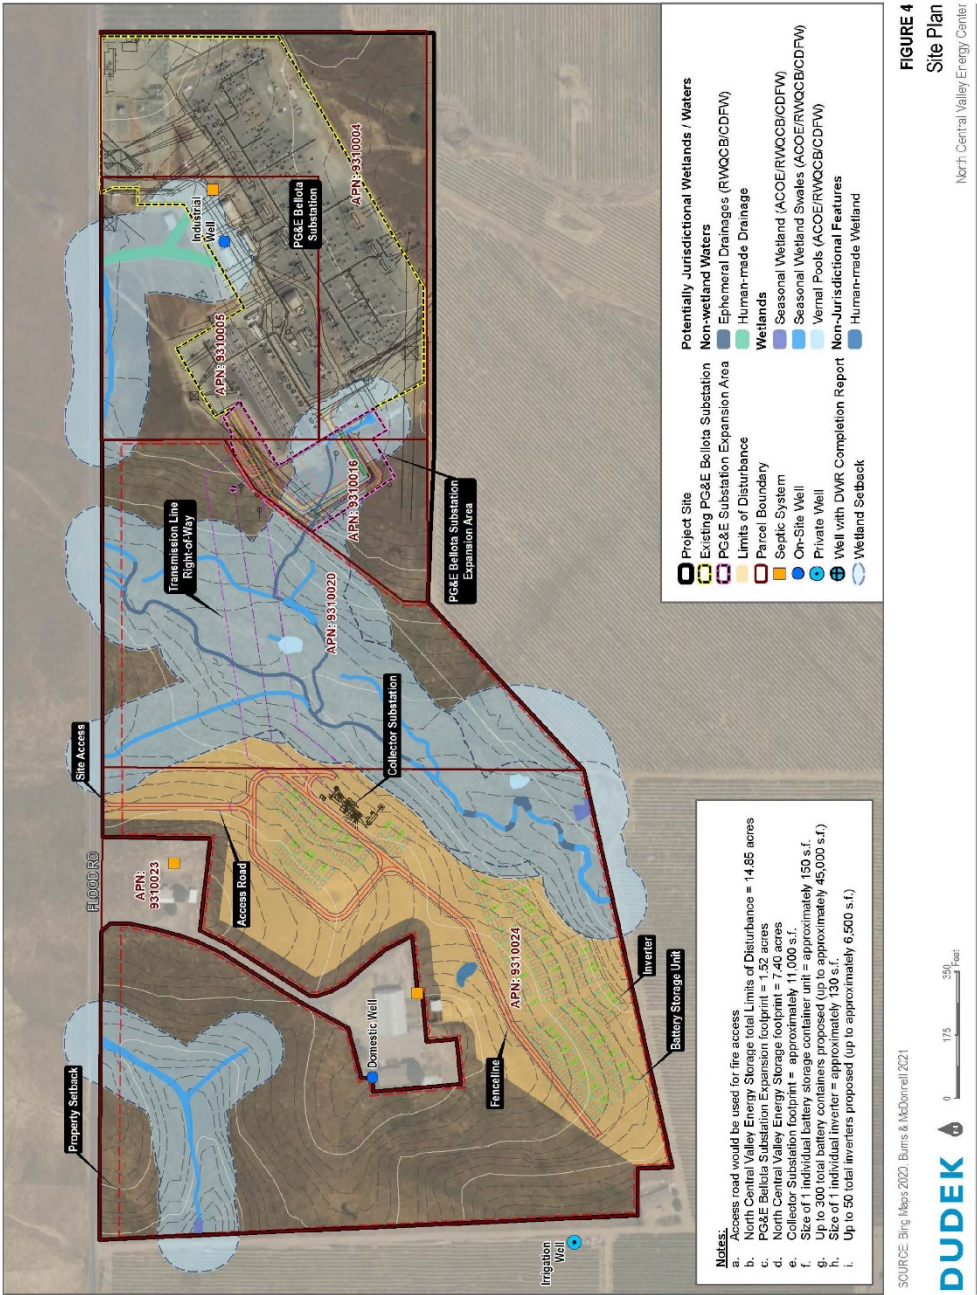 FIGURE 4
Site Plan
North Central Valley Energy Center
FLOOD RD
Property Setback
Site Access
Transmission Line
Right-of-Way
APN: 9310023
Access Road
Collector Substation
APN: 9310020
APN: 9310005
Industrial
Well
PG&E Bellota
Substation
APN: 9310004
APN: 9310016
PG&E Bellota Substation
Expansion Area
Domestic Well
Fenceline
APN: 9310024
Inverter
Battery Storage Unit
Irrigation
Well
Notes:
a. Access road would be used for fire access
b. North Central Valley Energy Storage total Limits of Disturbance = 14.85 acres
c. PG&E Bellota Substation Expansion footprint = 1.52 acres
d. North Central Valley Energy Storage footprint = 7.40 acres
e. Collector Substation footprint = approximately 11,000 s.f.
f. Size of 1 individual battery storage container unit = approximately 150 s.f.
g. Up to 300 total battery containers proposed (up to approximately 45,000 s.f.)
h. Size of 1 individual inverter = approximately 130 s.f.
i. Up to 50 total inverters proposed (up to approximately 6,500 s.f.)
Project Site
Existing PG&E Bellota Substation
PG&E Substation Expansion Area
Limits of Disturbance
Parcel Boundary
Septic System
On-Site Well
Private Well
Well with DWR Completion Report
Wetland Setback
Potentially Jurisdictional Wetlands / Waters
Non-wetland Waters
Ephemeral Drainages (RWQCB/CDFW)
Human-made Drainage
Wetlands
Seasonal Wetland (ACOE/RWQCB/CDFW)
Seasonal Wetland Swales (ACOE/RWQCB/CDFW)
Vernal Pools (ACOE/RWQCB/CDFW)
Non-Jurisdictional Features
Human-made Wetland
SOURCE: Bing Maps 2020, Burns & McDonnell 2021
DUDEK
0 175 350
Feet